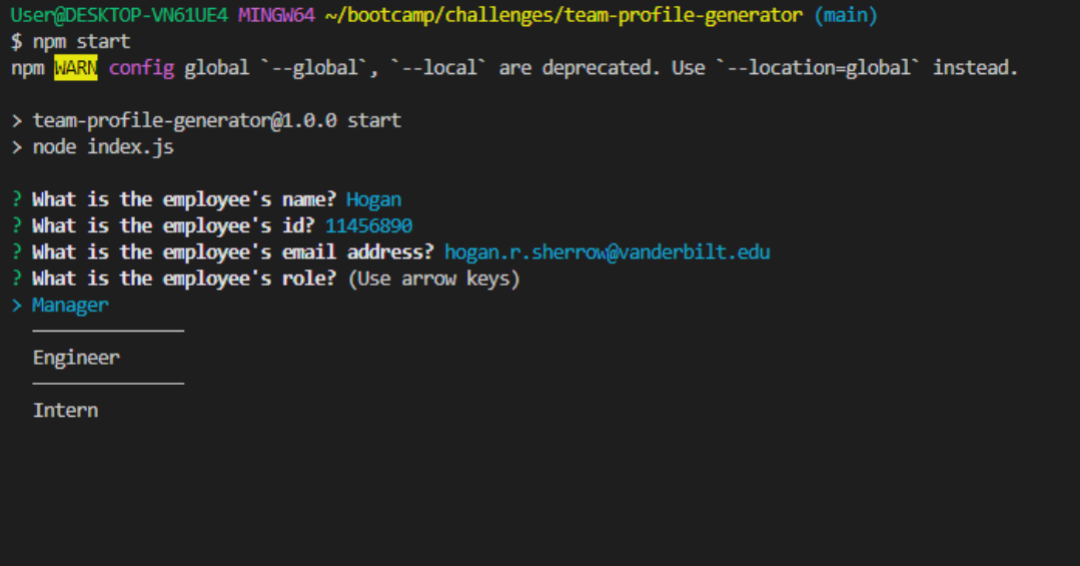 User@DESKTOP-VN61UE4 MINGW64 ~/bootcamp/challenges/team-profile-generator (main)
$ npm start
npm WARN config global `--global`, `--local` are deprecated. Use `--location=global` instead.
> team-profile-generator@1.0.0 start
> node index.js
? What is the employee's name? Hogan
? What is the employee's id? 11456890
? What is the employee's email address? hogan.r.sherrow@vanderbilt.edu
? What is the employee's role? (Use arrow keys)
> Manager
──────────────
Engineer
──────────────
Intern